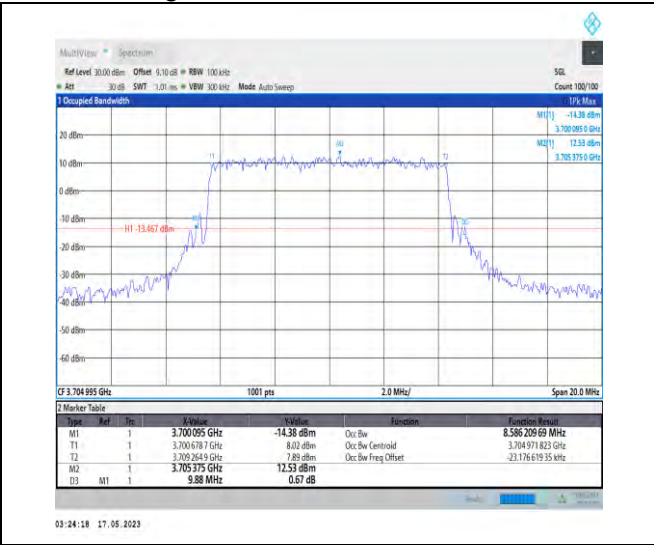 MultiView Spectrum
Ref Level 30.00 dBm Offset 9.10 dB RBW 100 kHz SGL
Att 30 dB SWT 1.01 ms VBW 300 kHz Mode Auto Sweep Count 100/100
1 Occupied Bandwidth 1Pk Max
M1[1] -14.38 dBm
3.700 095 0 GHz
M2[1] 12.53 dBm
3.705 375 0 GHz
20 dBm
M2
T1 T2
10 dBm
0 dBm
-10 dBm
H1 -13.467 dBm
-20 dBm
-30 dBm
-40 dBm
-50 dBm
-60 dBm
CF 3.704 995 GHz 1001 pts 2.0 MHz/ Span 20.0 MHz
2 Marker Table
Type Ref Trc X-Value Y-Value Function Function Result
M1 1 3.700 095 GHz -14.38 dBm Occ Bw 8.586 209 69 MHz
T1 1 3.700 678 7 GHz 8.02 dBm Occ Bw Centroid 3.704 971 823 GHz
T2 1 3.709 264 9 GHz 7.89 dBm Occ Bw Freq Offset -23.176 619 35 kHz
M2 1 3.705 375 GHz 12.53 dBm
D3 M1 1 9.88 MHz 0.67 dB
03:24:18 17.05.2023